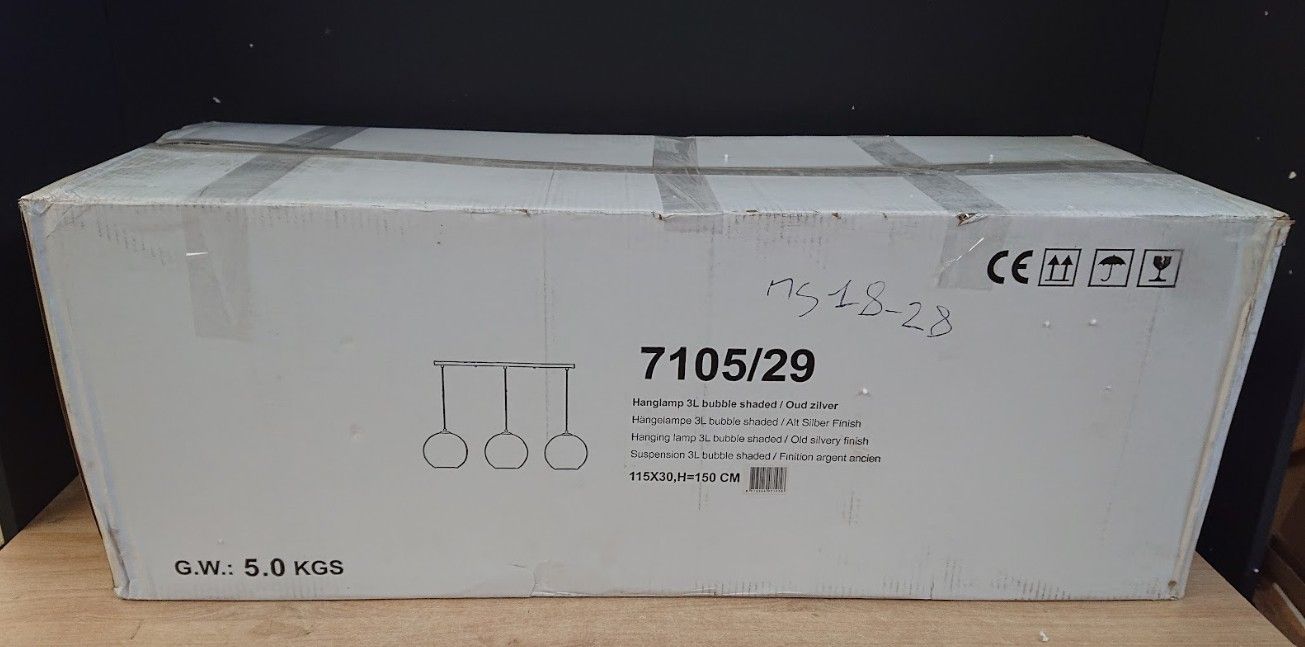 CE
18-28
7105/29
Hanglamp 3L bubble shaded / Oud zilver
Hängelampe 3L bubble shaded / Alt Silber Finish
Hanging lamp 3L bubble shaded / Old silvery finish
Suspension 3L bubble shaded / Finition argent ancien
115X30,H=150 CM
G.W.: 5.0 KGS